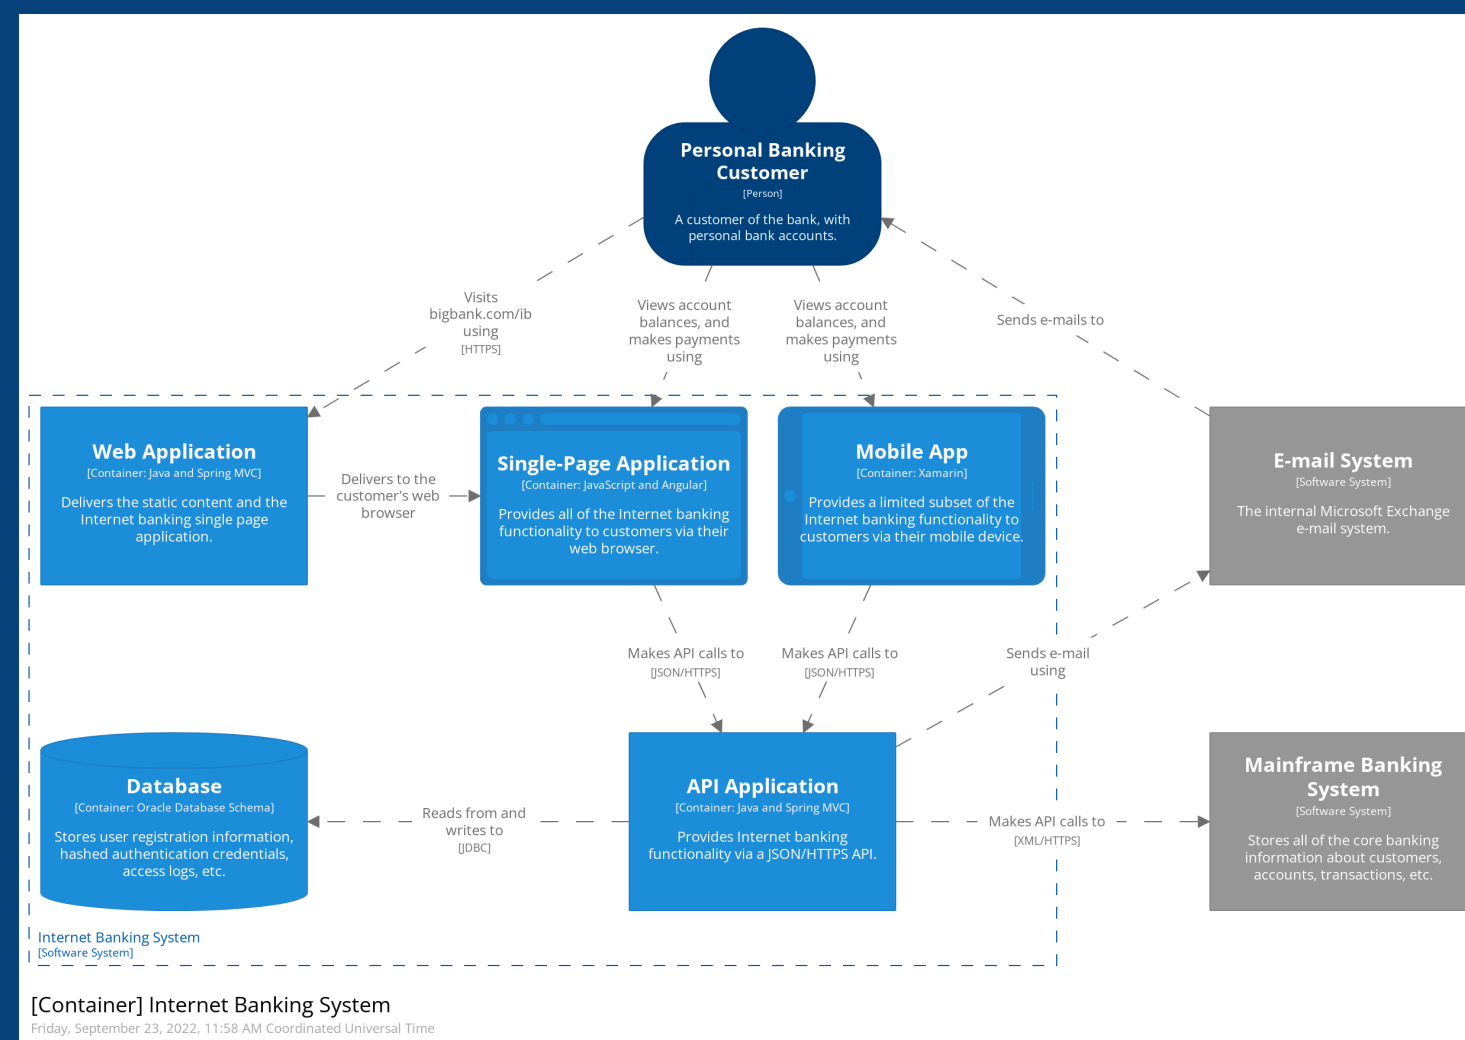 Personal Banking
Customer
[Person]
A customer of the bank, with
personal bank accounts.
Visits
bigbank.com/ib
using
[HTTPS]
Views account
balances, and
makes payments
using
Views account
balances, and
makes payments
using
Sends e-mails to
Web Application
[Container: Java and Spring MVC]
Delivers the static content and the
Internet banking single page
application.
Delivers to the
customer's web
browser
Single-Page Application
[Container: JavaScript and Angular]
Provides all of the Internet banking
functionality to customers via their
web browser.
Mobile App
[Container: Xamarin]
Provides a limited subset of the
Internet banking functionality to
customers via their mobile device.
E-mail System
[Software System]
The internal Microsoft Exchange
e-mail system.
Makes API calls to
[JSON/HTTPS]
Makes API calls to
[JSON/HTTPS]
Sends e-mail
using
Database
[Container: Oracle Database Schema]
Stores user registration information,
hashed authentication credentials,
access logs, etc.
Reads from and
writes to
[JDBC]
API Application
[Container: Java and Spring MVC]
Provides Internet banking
functionality via a JSON/HTTPS API.
Makes API calls to
[XML/HTTPS]
Mainframe Banking
System
[Software System]
Stores all of the core banking
information about customers,
accounts, transactions, etc.
Internet Banking System
[Software System]
[Container] Internet Banking System
Friday, September 23, 2022, 11:58 AM Coordinated Universal Time